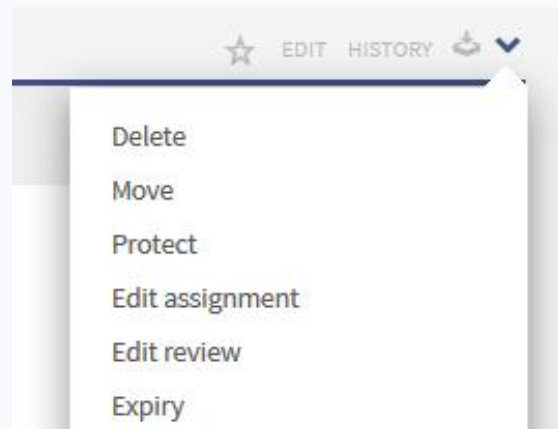 EDIT HISTORY
Delete
Move
Protect
Edit assignment
Edit review
Expiry